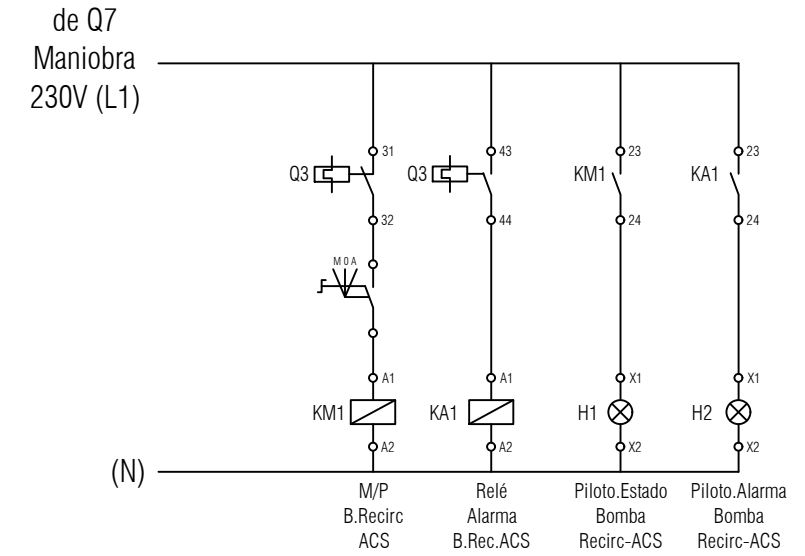 de Q7
Maniobra
230V (L1)
31
43
23
23
Q3
Q3
KM1
KA1
32
44
24
24
M 0 A
A1
A1
X1
X1
KM1
KA1
H1
H2
A2
A2
X2
X2
(N)
M/P
B.Recirc
ACS
Relé
Alarma
B.Rec.ACS
Piloto.Estado
Bomba
Recirc-ACS
Piloto.Alarma
Bomba
Recirc-ACS